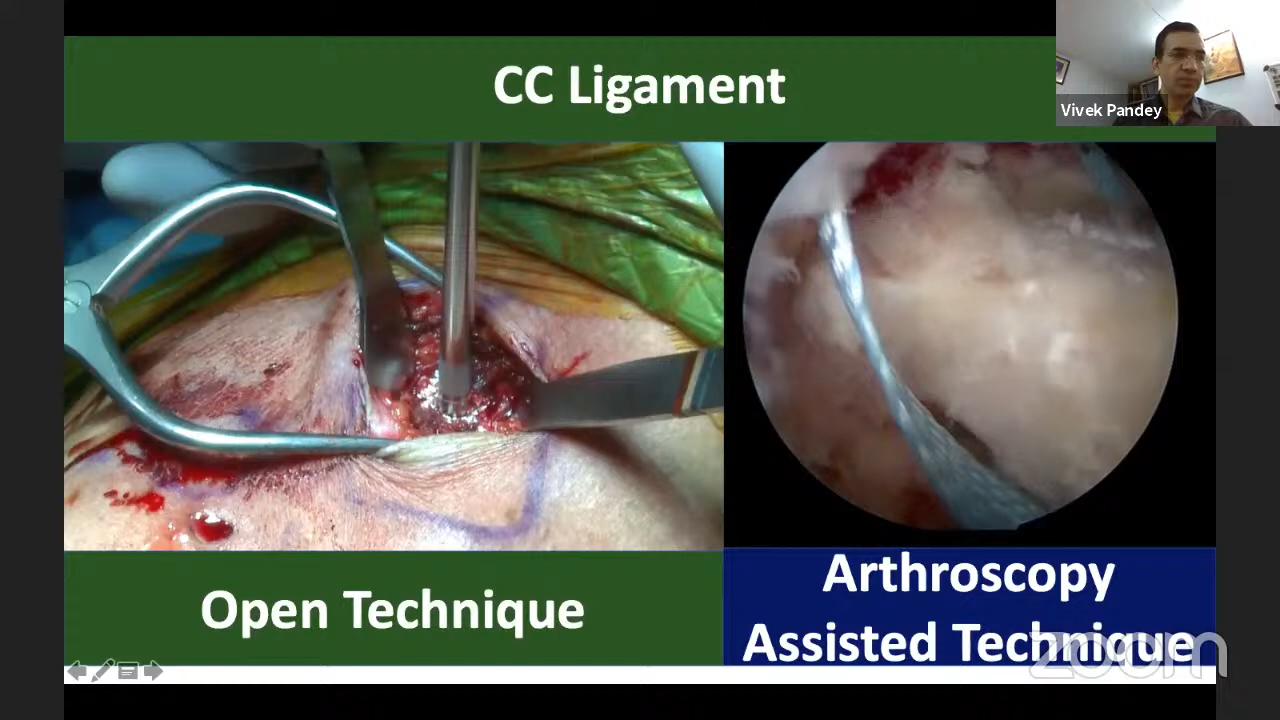 CC Ligament
Vivek Pandey
Open Technique
Arthroscopy
Assisted Technique
zoom